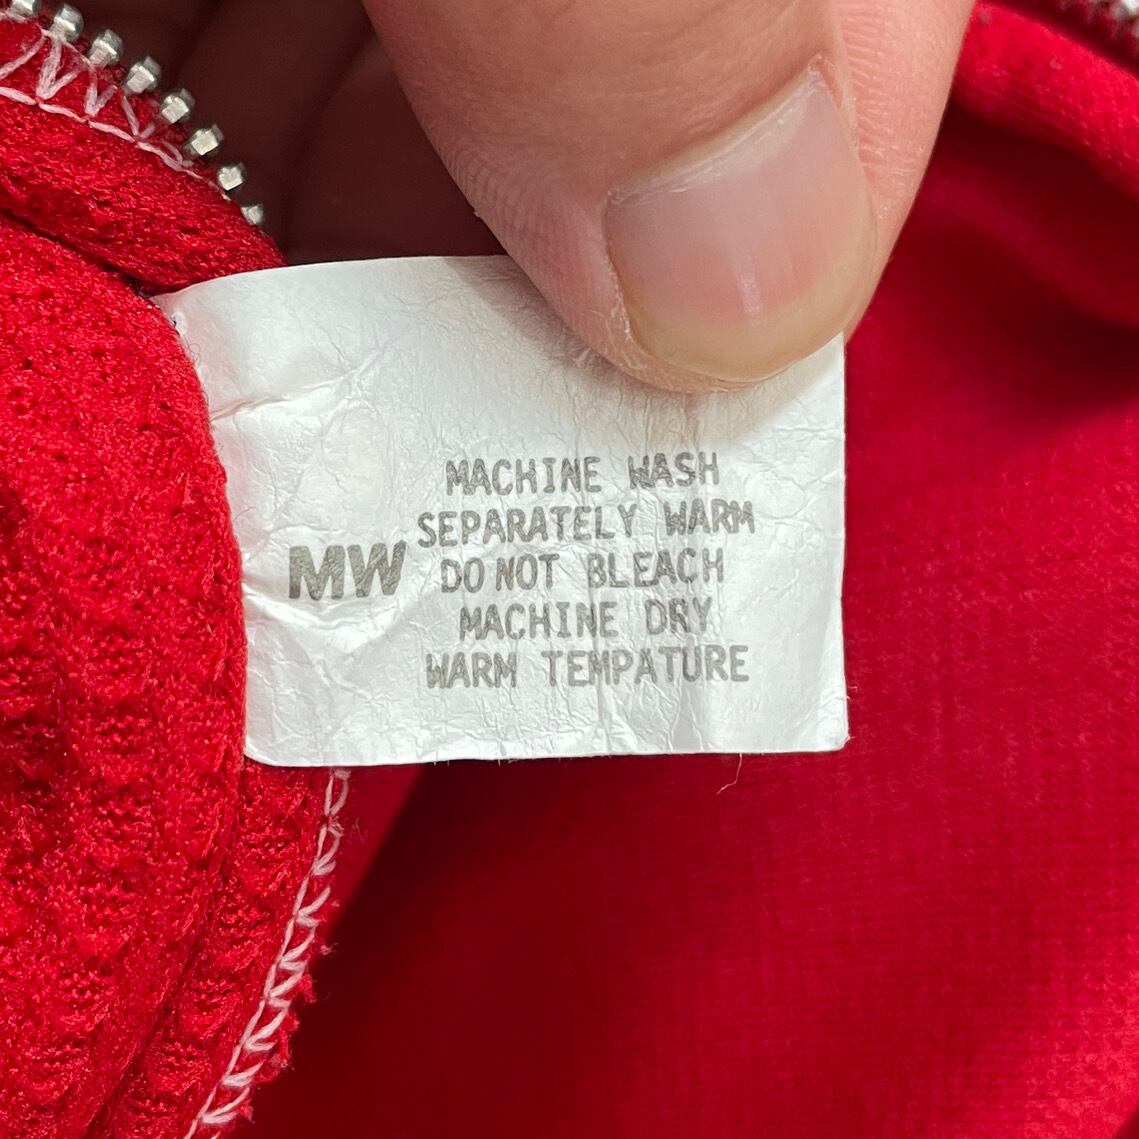 MACHINE WASH
SEPARATELY WARM
MW
DO NOT BLEACH
MACHINE DRY
WARM TEMPATURE